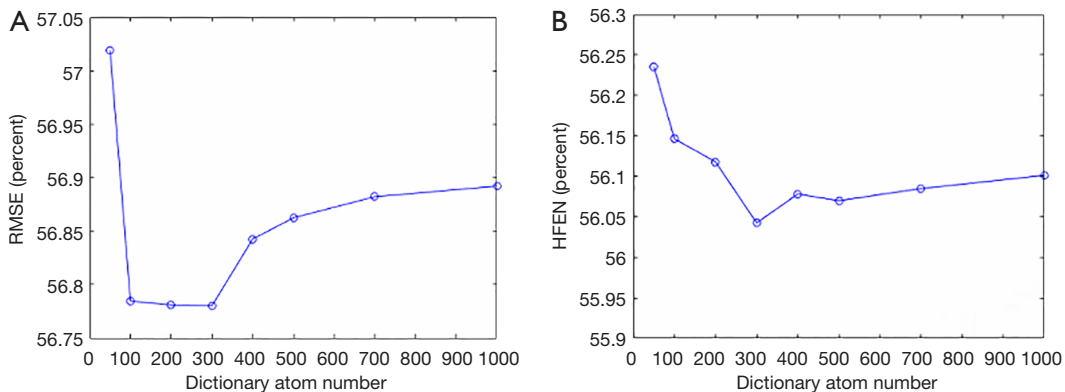 A
RMSE (percent)
57.05
57
56.95
56.9
56.85
56.8
56.75
0 100 200 300 400 500 600 700 800 900 1000
Dictionary atom number
B
HFEN (percent)
56.3
56.25
56.2
56.15
56.1
56.05
56
55.95
55.9
0 100 200 300 400 500 600 700 800 900 1000
Dictionary atom number